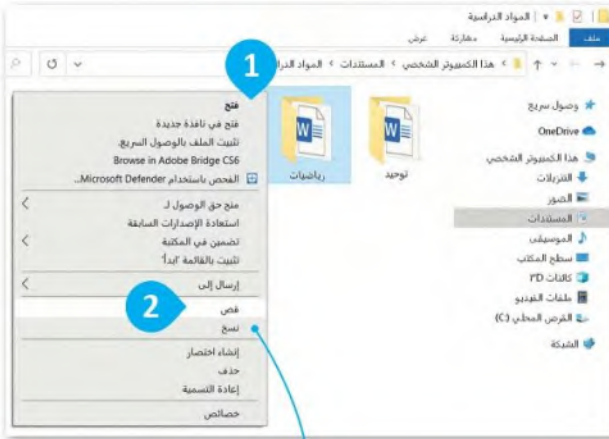 المواد الدراسية
ملف الصفحة الرئيسية مشاركة عرض
هذا الكمبيوتر الشخصي > المستندات > المواد
وصول سريع
OneDrive
هذا الكمبيوتر الشخصي
التنزيلات
الصور
المستندات
الموسيقى
سطح المكتب
كائنات 3D
ملفات الفيديو
القرص المحلي (C:)
الشبكة
توحيد
رياضيات
1
فتح
فتح في نافذة جديدة
تثبيت الملف بالوصول السريع.
Browse in Adobe Bridge CS6
الفحص باستخدام Microsoft Defender...
منح حق الوصول لـ
استعادة الإصدارات السابقة
تضمين في المكتبة
تثبيت بالقائمة "ابدأ"
إرسال إلى
2
قص
نسخ
إنشاء اختصار
حذف
إعادة التسمية
خصائص